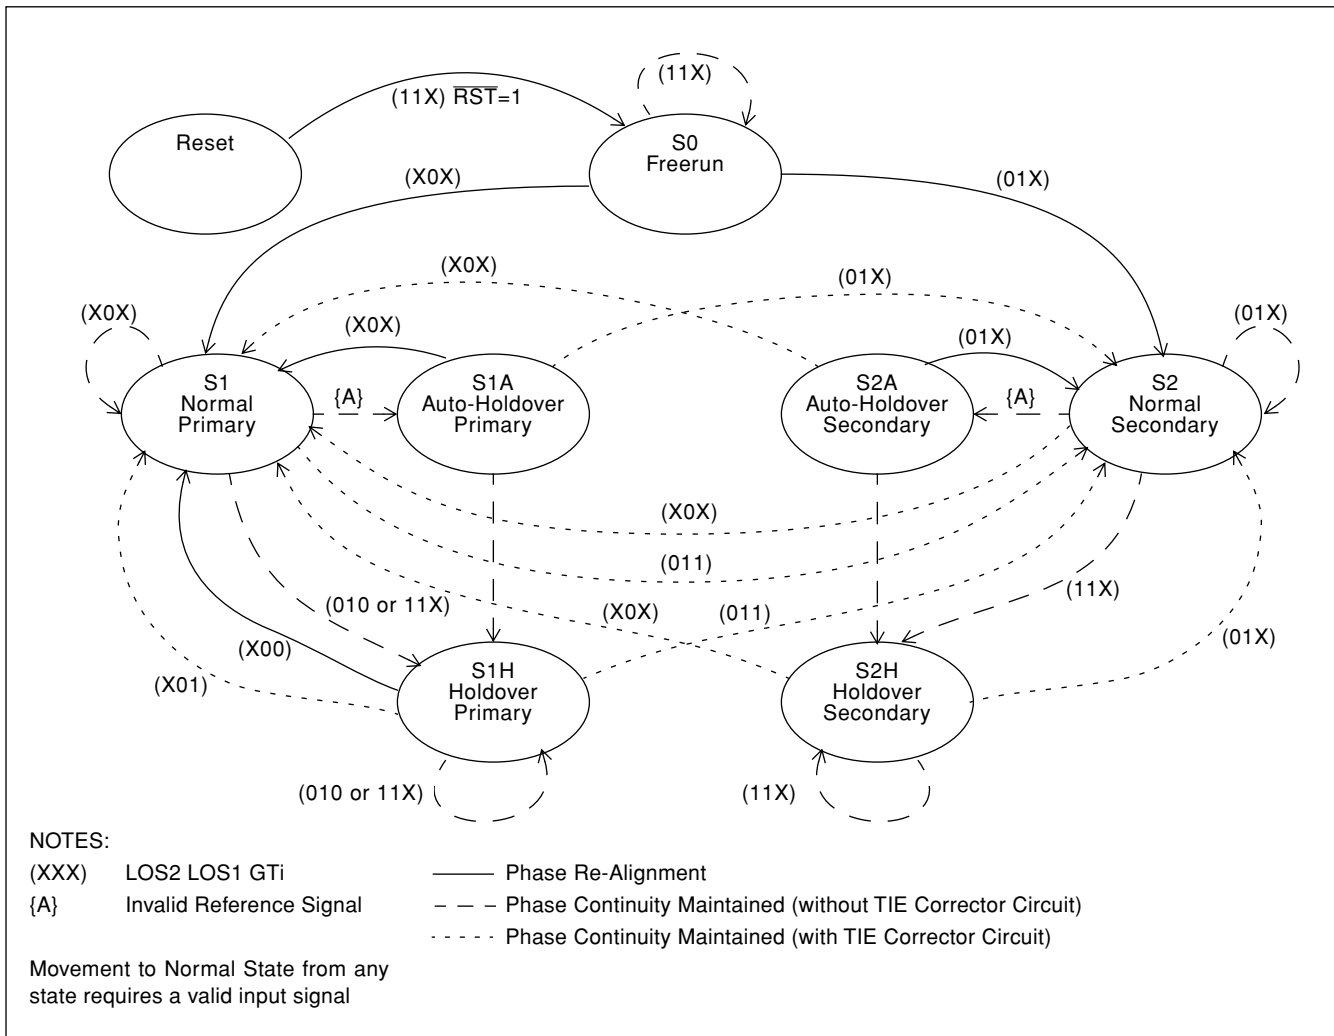 (11X)
(11X) RST=1
Reset
S0
Freerun
(X0X)
(01X)
(X0X)
(01X)
(X0X)
(X0X)
(01X)
(01X)
S1
Normal
Primary
{A}
S1A
Auto-Holdover
Primary
S2A
Auto-Holdover
Secondary
{A}
S2
Normal
Secondary
(X0X)
(011)
(010 or 11X)
(X0X)
(011)
(11X)
(X00)
(01X)
(X01)
S1H
Holdover
Primary
S2H
Holdover
Secondary
(010 or 11X)
(11X)
NOTES:
(XXX) LOS2 LOS1 GTi
Phase Re-Alignment
{A} Invalid Reference Signal
Phase Continuity Maintained (without TIE Corrector Circuit)
Phase Continuity Maintained (with TIE Corrector Circuit)
Movement to Normal State from any
state requires a valid input signal